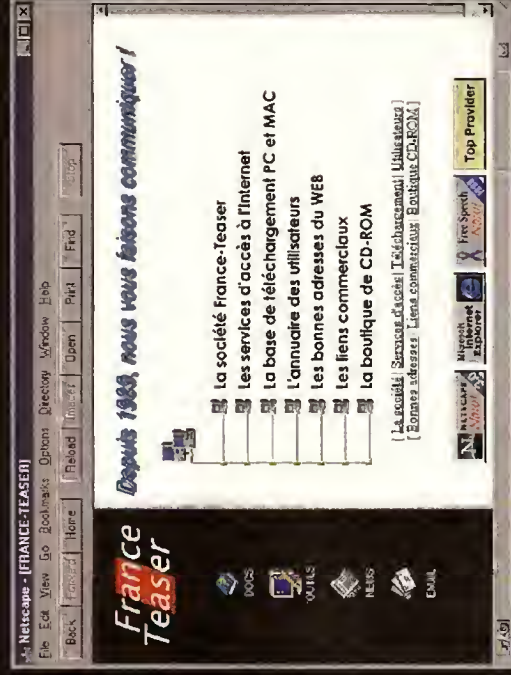 Netscape - [FRANCE-TEASER]
File Edit View Go Bookmarks Options Directory Window Help
Back Forward Home Reload Images Open Print Find Stop
France
Teaser
DOCS
OUTILS
NEWS
EMAIL
Depuis 1989, nous vous faisons communiquer !
La société France-Teaser
Les services d'accès à l'Internet
La base de téléchargement PC et MAC
L'annuaire des utilisateurs
Les bonnes adresses du WEB
Les liens commerciaux
La boutique de CD-ROM
[ La société| Services d'accès| Téléchargement| Utilisateurs ]
[ Bonnes adresses| Liens commerciaux| Boutique CD-ROM ]
NETSCAPE
Microsoft Internet Explorer
Free Speech
Top Provider